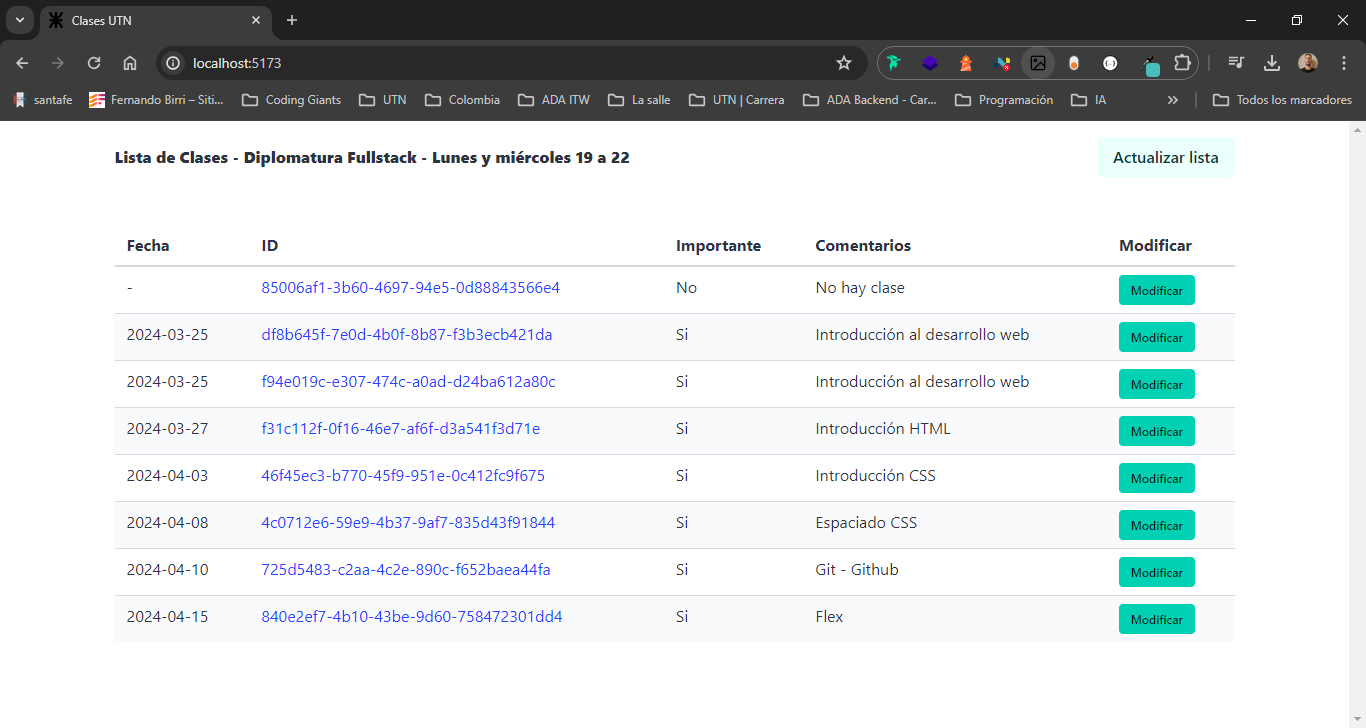 Clases UTN
localhost:5173
santafe Fernando Birri – Siti... Coding Giants UTN Colombia ADA ITW La salle UTN | Carrera ADA Backend - Car... Programación IA Todos los marcadores
Lista de Clases - Diplomatura Fullstack - Lunes y miércoles 19 a 22 Actualizar lista
Fecha ID Importante Comentarios Modificar
- 85006af1-3b60-4697-94e5-0d88843566e4 No No hay clase Modificar
2024-03-25 df8b645f-7e0d-4b0f-8b87-f3b3ecb421da Si Introducción al desarrollo web Modificar
2024-03-25 f94e019c-e307-474c-a0ad-d24ba612a80c Si Introducción al desarrollo web Modificar
2024-03-27 f31c112f-0f16-46e7-af6f-d3a541f3d71e Si Introducción HTML Modificar
2024-04-03 46f45ec3-b770-45f9-951e-0c412fc9f675 Si Introducción CSS Modificar
2024-04-08 4c0712e6-59e9-4b37-9af7-835d43f91844 Si Espaciado CSS Modificar
2024-04-10 725d5483-c2aa-4c2e-890c-f652baea44fa Si Git - Github Modificar
2024-04-15 840e2ef7-4b10-43be-9d60-758472301dd4 Si Flex Modificar